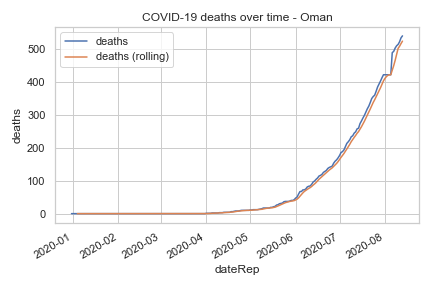 COVID-19 deaths over time - Oman
deaths
deaths (rolling)
500
400
300
200
100
0
deaths
2020-01
2020-02
2020-03
2020-04
2020-05
2020-06
2020-07
2020-08
dateRep